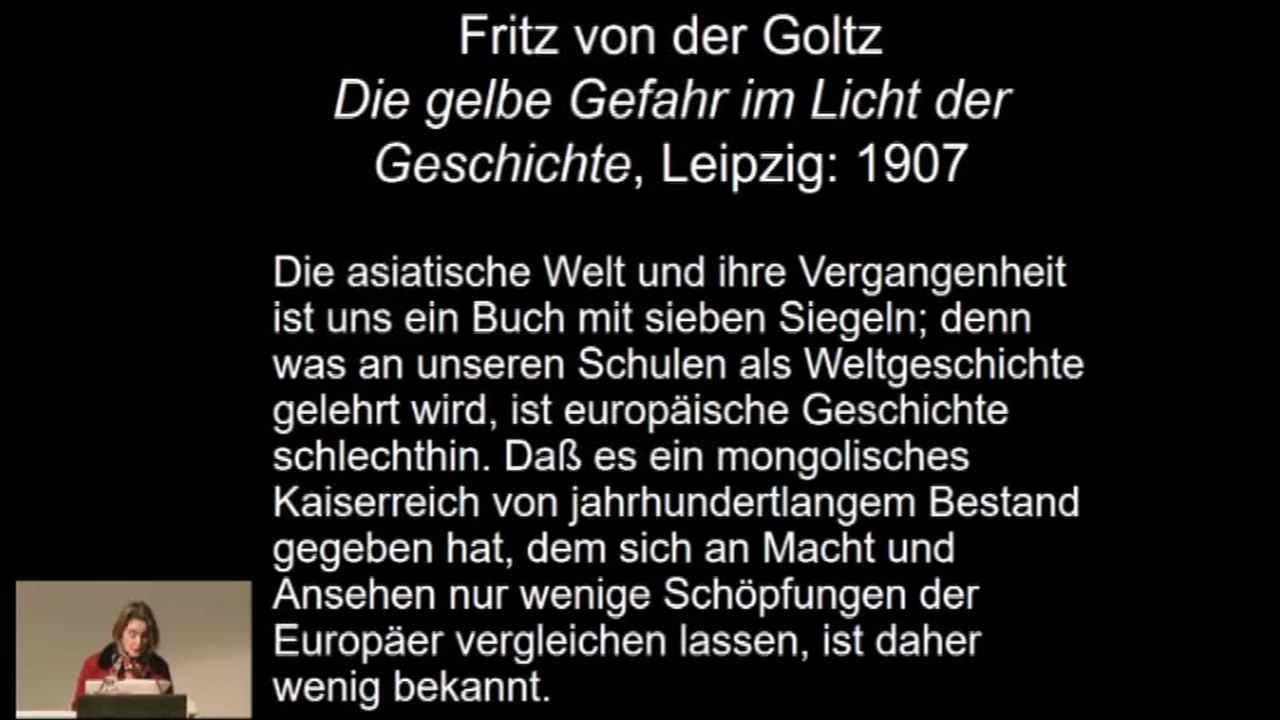 Fritz von der Goltz
Die gelbe Gefahr im Licht der
Geschichte, Leipzig: 1907
Die asiatische Welt und ihre Vergangenheit
ist uns ein Buch mit sieben Siegeln; denn
was an unseren Schulen als Weltgeschichte
gelehrt wird, ist europäische Geschichte
schlechthin. Daß es ein mongolisches
Kaiserreich von jahrhundertlangem Bestand
gegeben hat, dem sich an Macht und
Ansehen nur wenige Schöpfungen der
Europäer vergleichen lassen, ist daher
wenig bekannt.